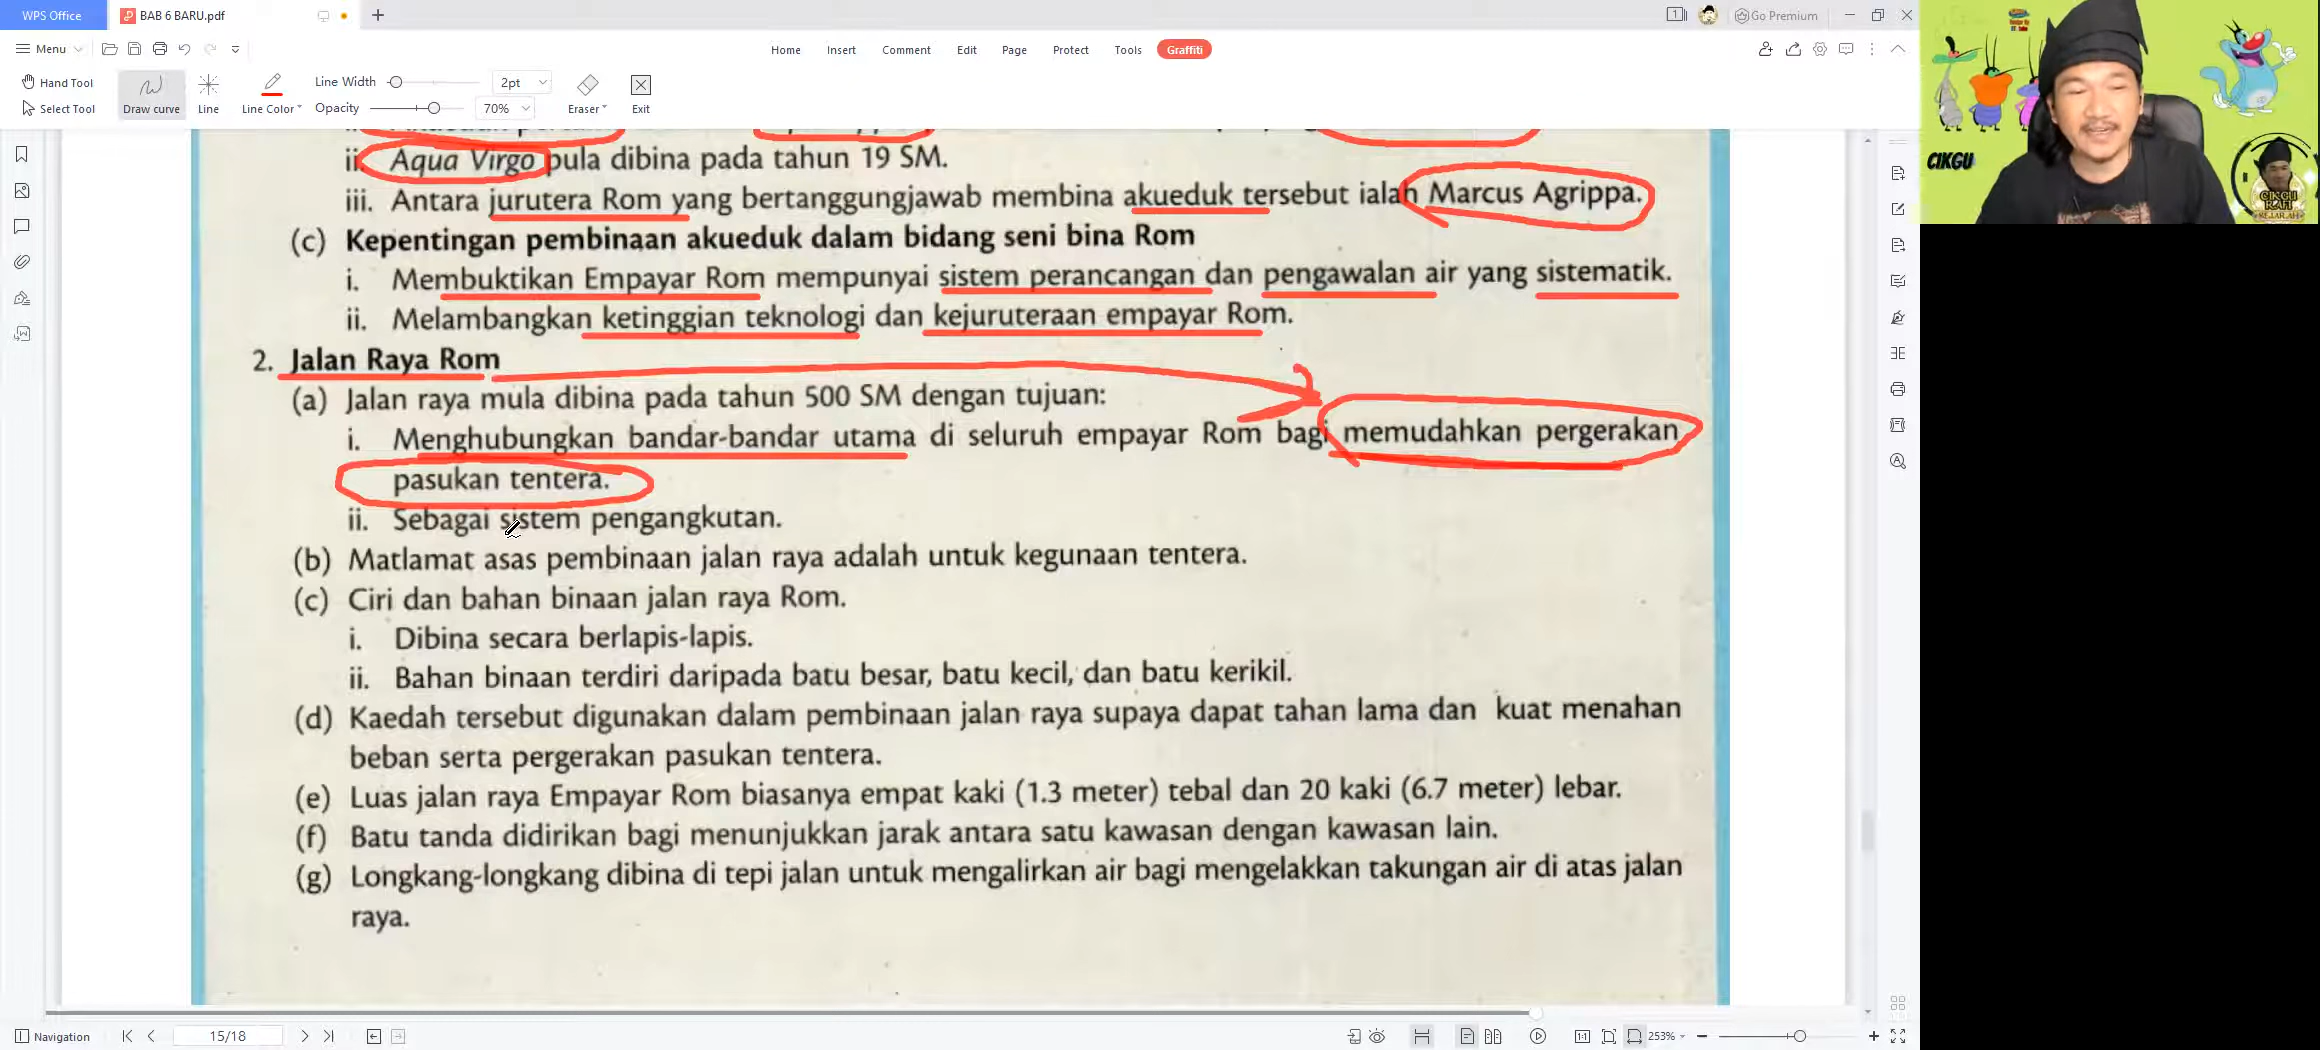 WPS Office
BAB 6 BARU.pdf
Go Premium
Menu
Home Insert Comment Edit Page Protect Tools Graffiti
Hand Tool
Select Tool
Draw curve
Line
Line Color
Line Width 2pt
Opacity 70%
Eraser
Exit
ii. Aqua Virgo pula dibina pada tahun 19 SM.
iii. Antara jurutera Rom yang bertanggungjawab membina akueduk tersebut ialah Marcus Agrippa.
(c) Kepentingan pembinaan akueduk dalam bidang seni bina Rom
i. Membuktikan Empayar Rom mempunyai sistem perancangan dan pengawalan air yang sistematik.
ii. Melambangkan ketinggian teknologi dan kejuruteraan empayar Rom.
2. Jalan Raya Rom
(a) Jalan raya mula dibina pada tahun 500 SM dengan tujuan:
i. Menghubungkan bandar-bandar utama di seluruh empayar Rom bagi memudahkan pergerakan
pasukan tentera.
ii. Sebagai sistem pengangkutan.
(b) Matlamat asas pembinaan jalan raya adalah untuk kegunaan tentera.
(c) Ciri dan bahan binaan jalan raya Rom.
i. Dibina secara berlapis-lapis.
ii. Bahan binaan terdiri daripada batu besar, batu kecil, dan batu kerikil.
(d) Kaedah tersebut digunakan dalam pembinaan jalan raya supaya dapat tahan lama dan kuat menahan
beban serta pergerakan pasukan tentera.
(e) Luas jalan raya Empayar Rom biasanya empat kaki (1.3 meter) tebal dan 20 kaki (6.7 meter) lebar.
(f) Batu tanda didirikan bagi menunjukkan jarak antara satu kawasan dengan kawasan lain.
(g) Longkang-longkang dibina di tepi jalan untuk mengalirkan air bagi mengelakkan takungan air di atas jalan
raya.
CIKGU
CIKGU
RAFI
SEJARAH
Navigation
15/18
253%